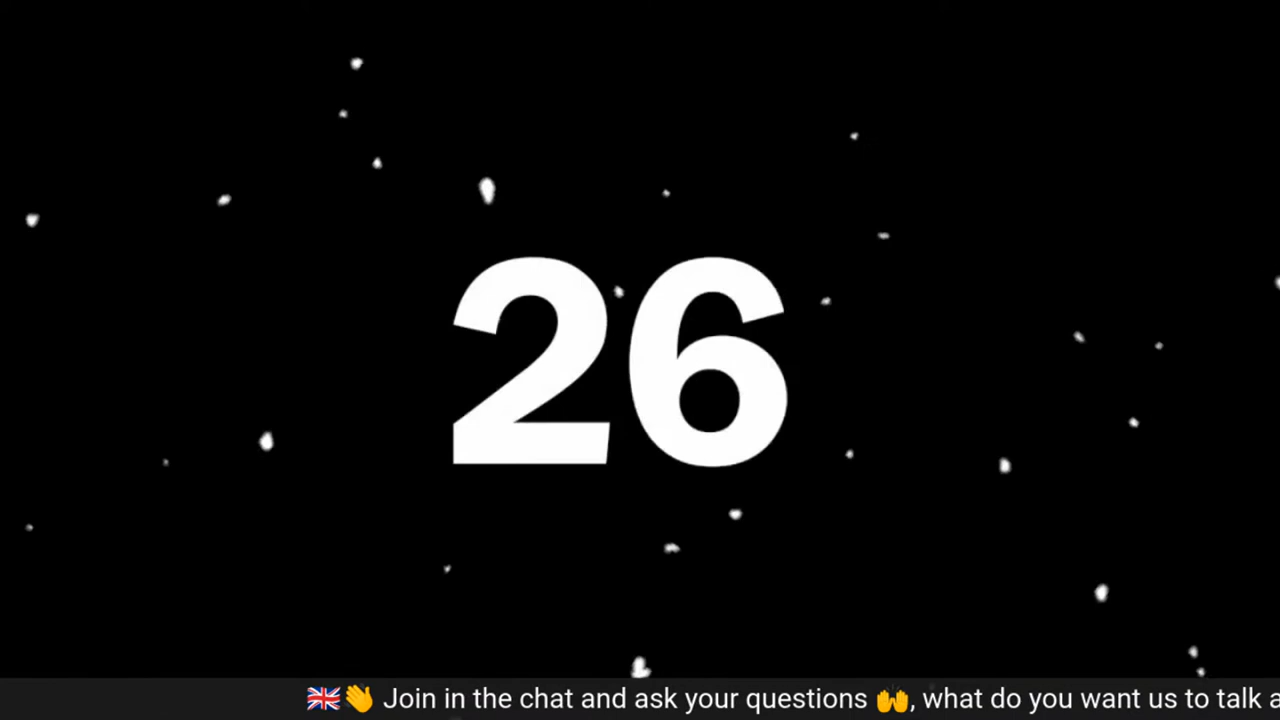 26
🇬🇧👋 Join in the chat and ask your questions 🙌, what do you want us to talk